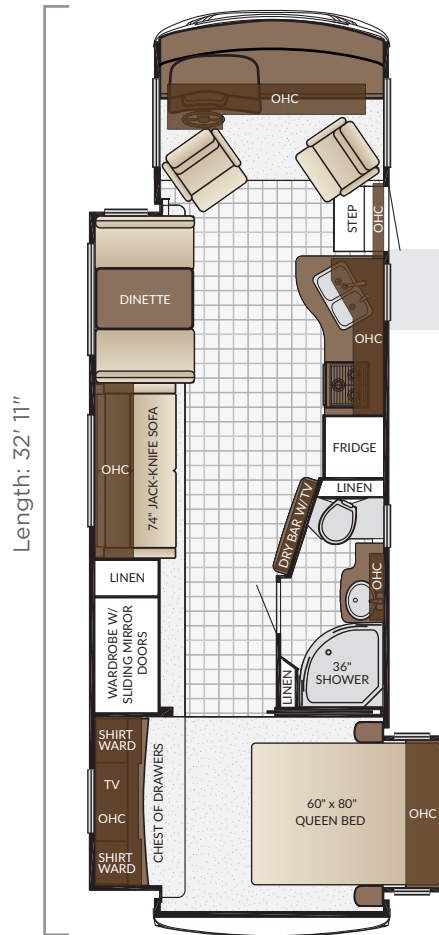 Length: 32' 11"
OHC
STEP
OHC
DINETTE
OHC
74" JACK-KNIFE SOFA
OHC
FRIDGE
LINEN
DRY BAR W/TV
LINEN
OHC
WARDROBE W/
SLIDING MIRROR
DOORS
36"
SHOWER
LINEN
SHIRT
WARD
TV
OHC
SHIRT
WARD
CHEST OF DRAWERS
60" x 80"
QUEEN BED
OHC